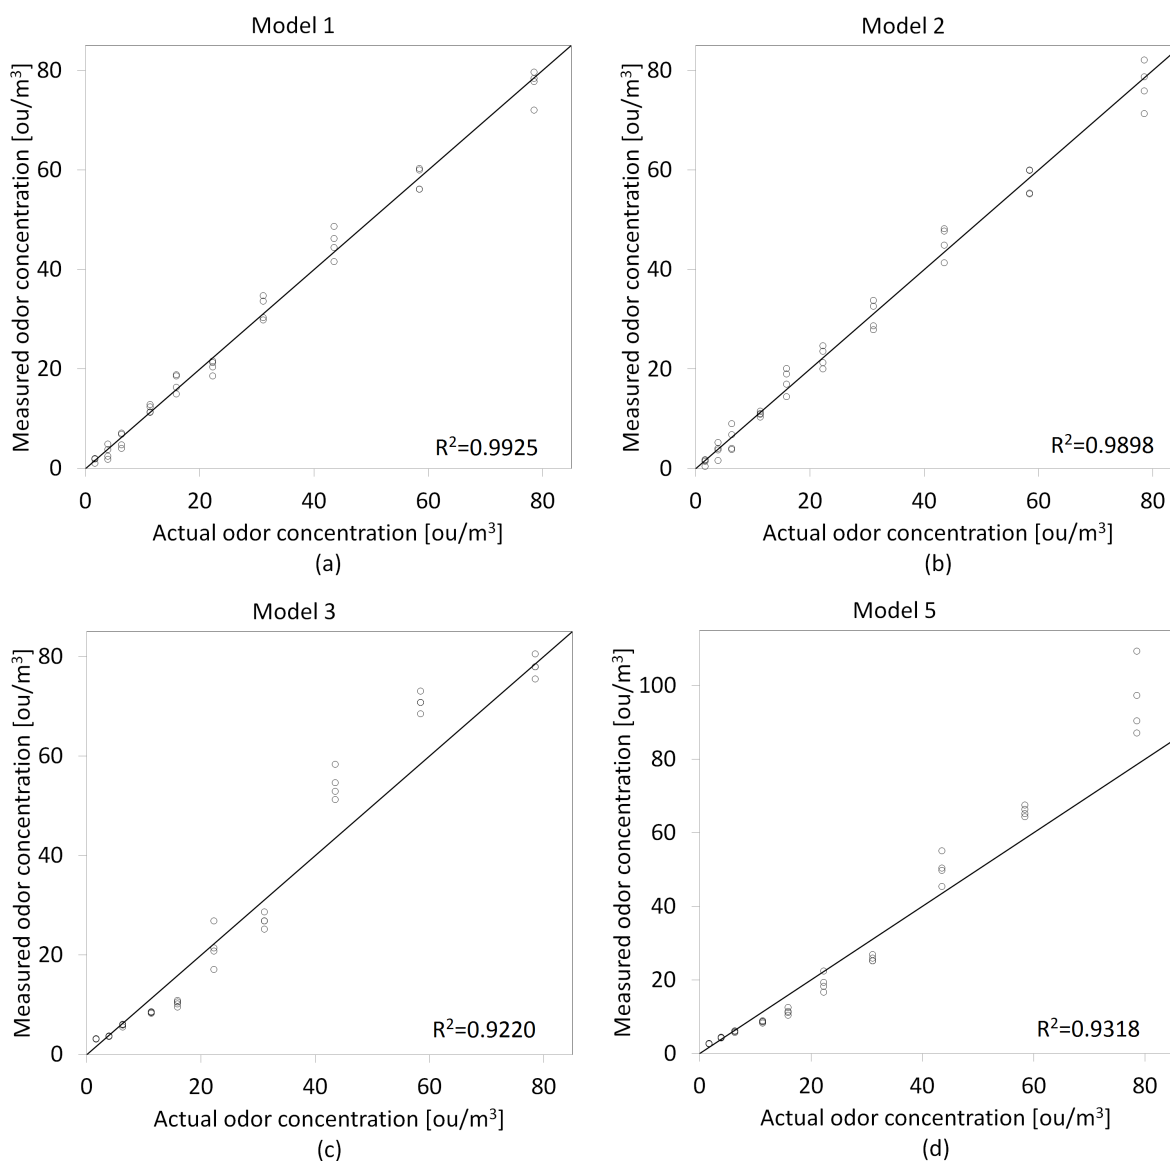 Model 1
Measured odor concentration [ou/m³]
80
60
40
20
0
R²=0.9925
0 20 40 60 80
Actual odor concentration [ou/m³]
(a)
Model 2
Measured odor concentration [ou/m³]
80
60
40
20
0
R²=0.9898
0 20 40 60 80
Actual odor concentration [ou/m³]
(b)
Model 3
Measured odor concentration [ou/m³]
80
60
40
20
0
R²=0.9220
0 20 40 60 80
Actual odor concentration [ou/m³]
(c)
Model 5
Measured odor concentration [ou/m³]
100
80
60
40
20
0
R²=0.9318
0 20 40 60 80
Actual odor concentration [ou/m³]
(d)